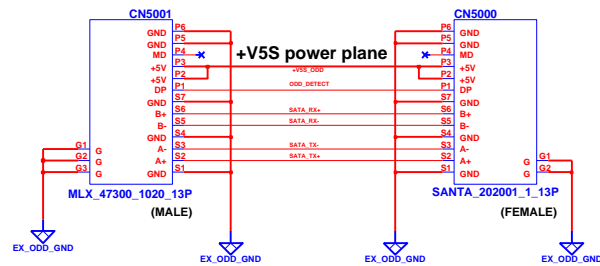 CN5001 CN5000
P6 GND GND P6
P5 GND GND P5
P4 MD MD P4
+V5S power plane
P3 +5V +V5S_ODD +5V P3
P2 +5V +5V P2
P1 DP ODD_DETECT DP P1
S7 GND GND S7
S6 B+ SATA_RX+ B+ S6
S5 B- SATA_RX- B- S5
S4 GND GND S4
G1 G S3 A- SATA_TX- A- S3
G2 G S2 A+ SATA_TX+ A+ S2 G G1
G3 G S1 GND GND S1 G G2
MLX_47300_1020_13P SANTA_202001_1_13P
(MALE) (FEMALE)
EX_ODD_GND EX_ODD_GND EX_ODD_GND EX_ODD_GND